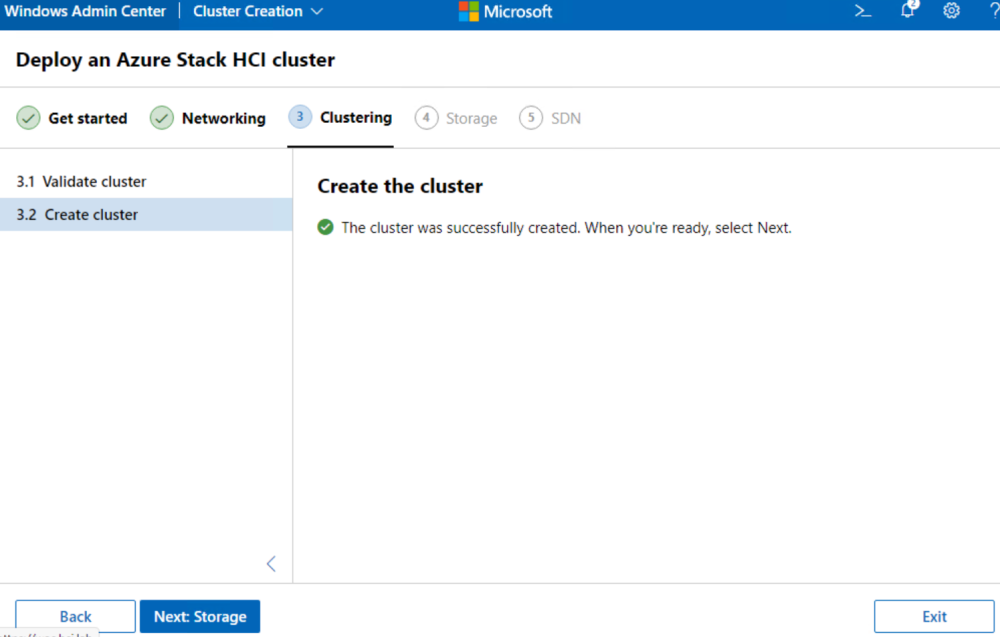 Windows Admin Center | Cluster Creation
Microsoft
2
Deploy an Azure Stack HCI cluster
Get started
Networking
3 Clustering
4 Storage
5 SDN
3.1 Validate cluster
3.2 Create cluster
Create the cluster
The cluster was successfully created. When you're ready, select Next.
Back
Next: Storage
Exit